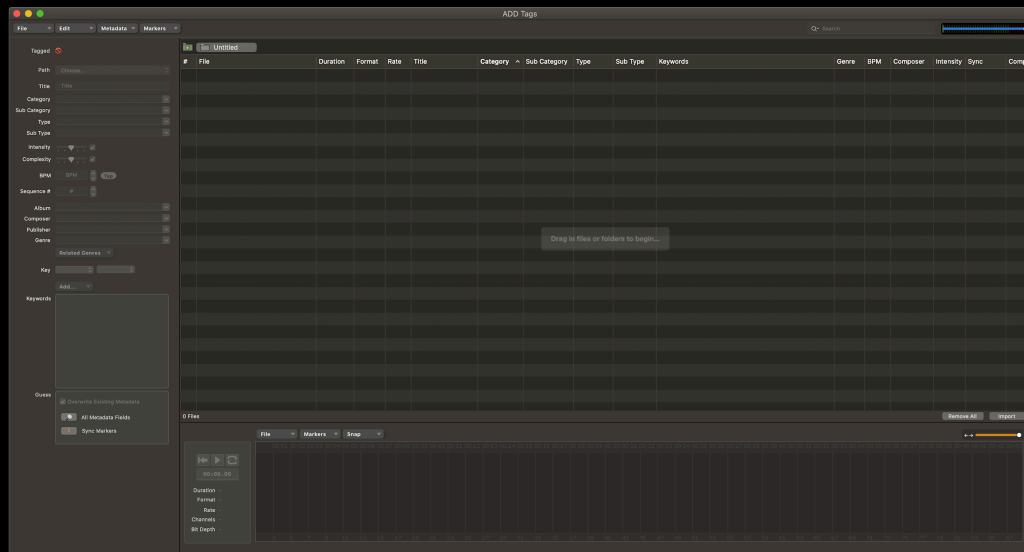 ADD Tags
File Edit Metadata Markers
Search
Tagged
Path Choose...
Title Title
Category
Sub Category
Type
Sub Type
Intensity
Complexity
BPM BPM Tap
Sequence # #
Album
Composer
Publisher
Genre
Related Genres
Key
Add...
Keywords
Guess
Overwrite Existing Metadata
All Metadata Fields
Sync Markers
Untitled
# File Duration Format Rate Title Category Sub Category Type Sub Type Keywords Genre BPM Composer Intensity Sync Comp
Drag in files or folders to begin...
0 Files
Remove All Import
File Markers Snap
00:00.00
Duration -
Format -
Rate -
Channels -
Bit Depth -